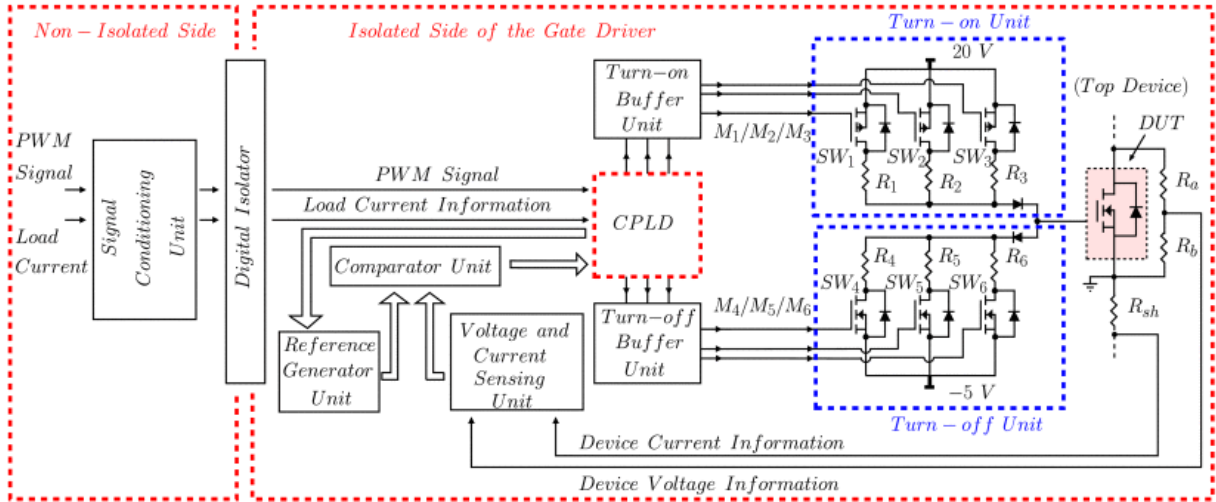 Non-Isolated Side
Isolated Side of the Gate Driver
Turn-on Unit
20 V
(Top Device)
DUT
Turn-on
Buffer
Unit
M1/M2/M3
SW1
SW2
SW3
R1
R2
R3
Ra
Rb
Rsh
PWM
Signal
Load
Current
Signal
Conditioning
Unit
Digital Isolator
PWM Signal
Load Current Information
CPLD
Comparator Unit
Reference
Generator
Unit
Voltage and
Current
Sensing
Unit
Turn-off
Buffer
Unit
M4/M5/M6
R4
R5
R6
SW4
SW5
SW6
−5 V
Turn-off Unit
Device Current Information
Device Voltage Information